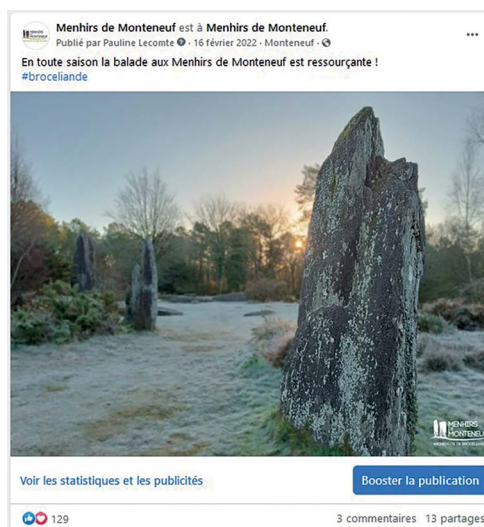 Menhirs de Monteneuf est à Menhirs de Monteneuf.
Publié par Pauline Lecomte · 16 février 2022 · Monteneuf ·
En toute saison la balade aux Menhirs de Monteneuf est ressourçante !
#broceliande
MENHIRS
MONTENEUF
Voir les statistiques et les publicités
Booster la publication
129
3 commentaires 13 partages